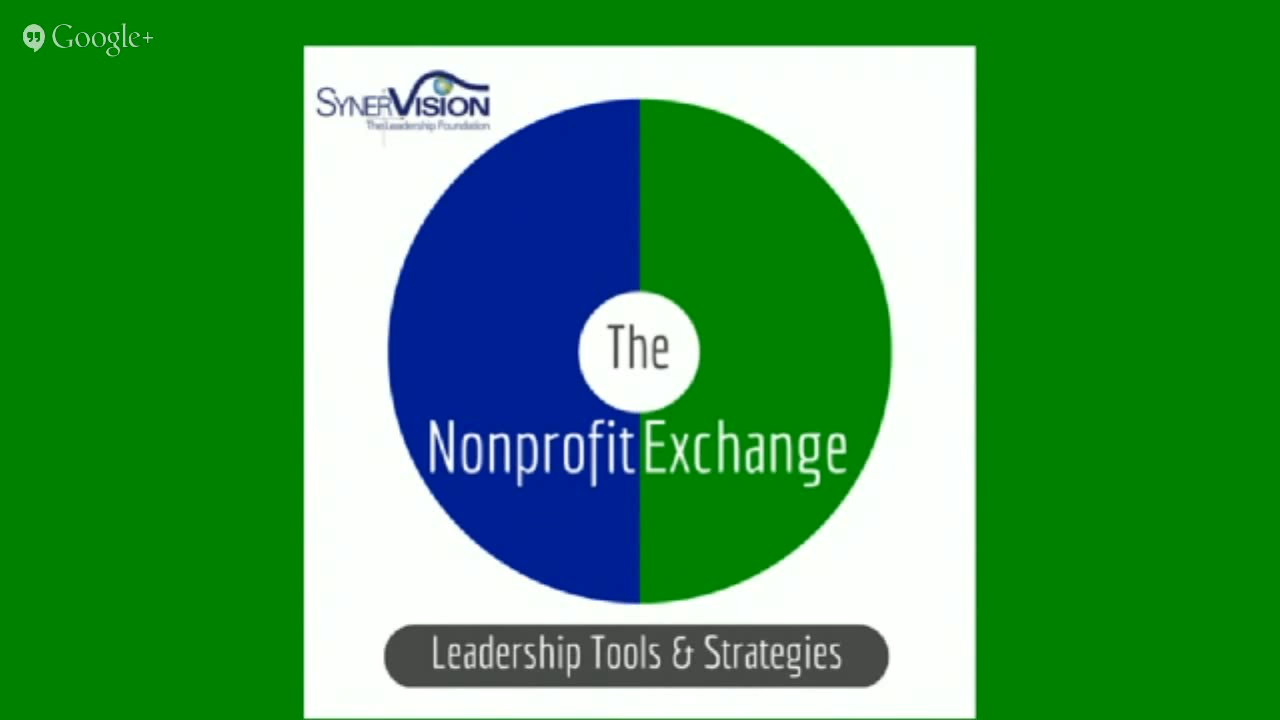 Google+
SYNERVISION
The Leadership Foundation
The
Nonprofit Exchange
Leadership Tools & Strategies